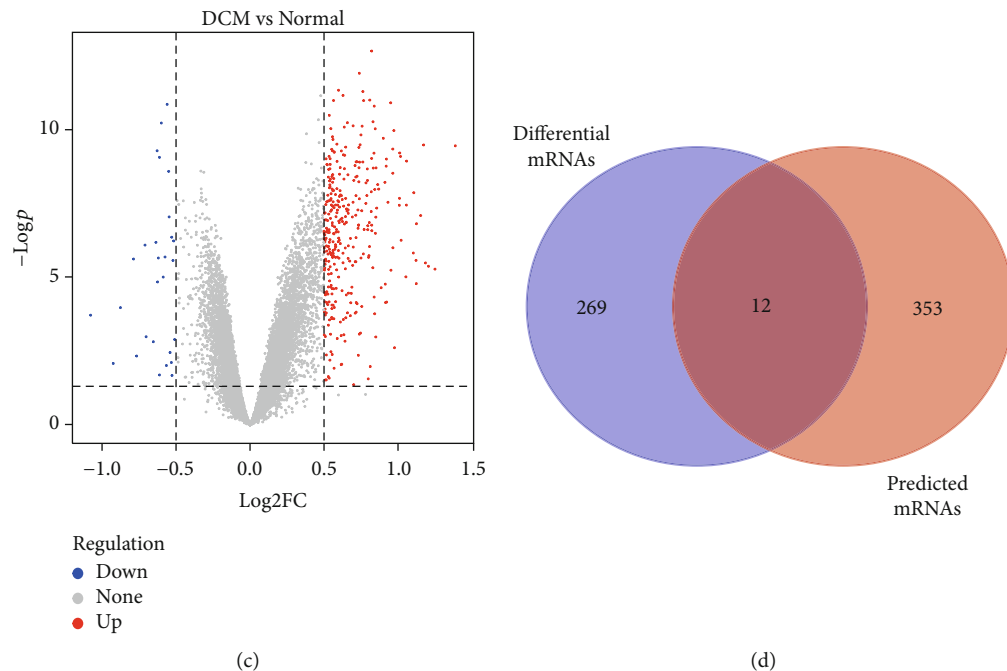 DCM vs Normal
10
5
0
−Logp
−1.0
−0.5
0.0
0.5
1.0
1.5
Log2FC
Regulation
Down
None
Up
(c)
Differential
mRNAs
269
12
353
Predicted
mRNAs
(d)